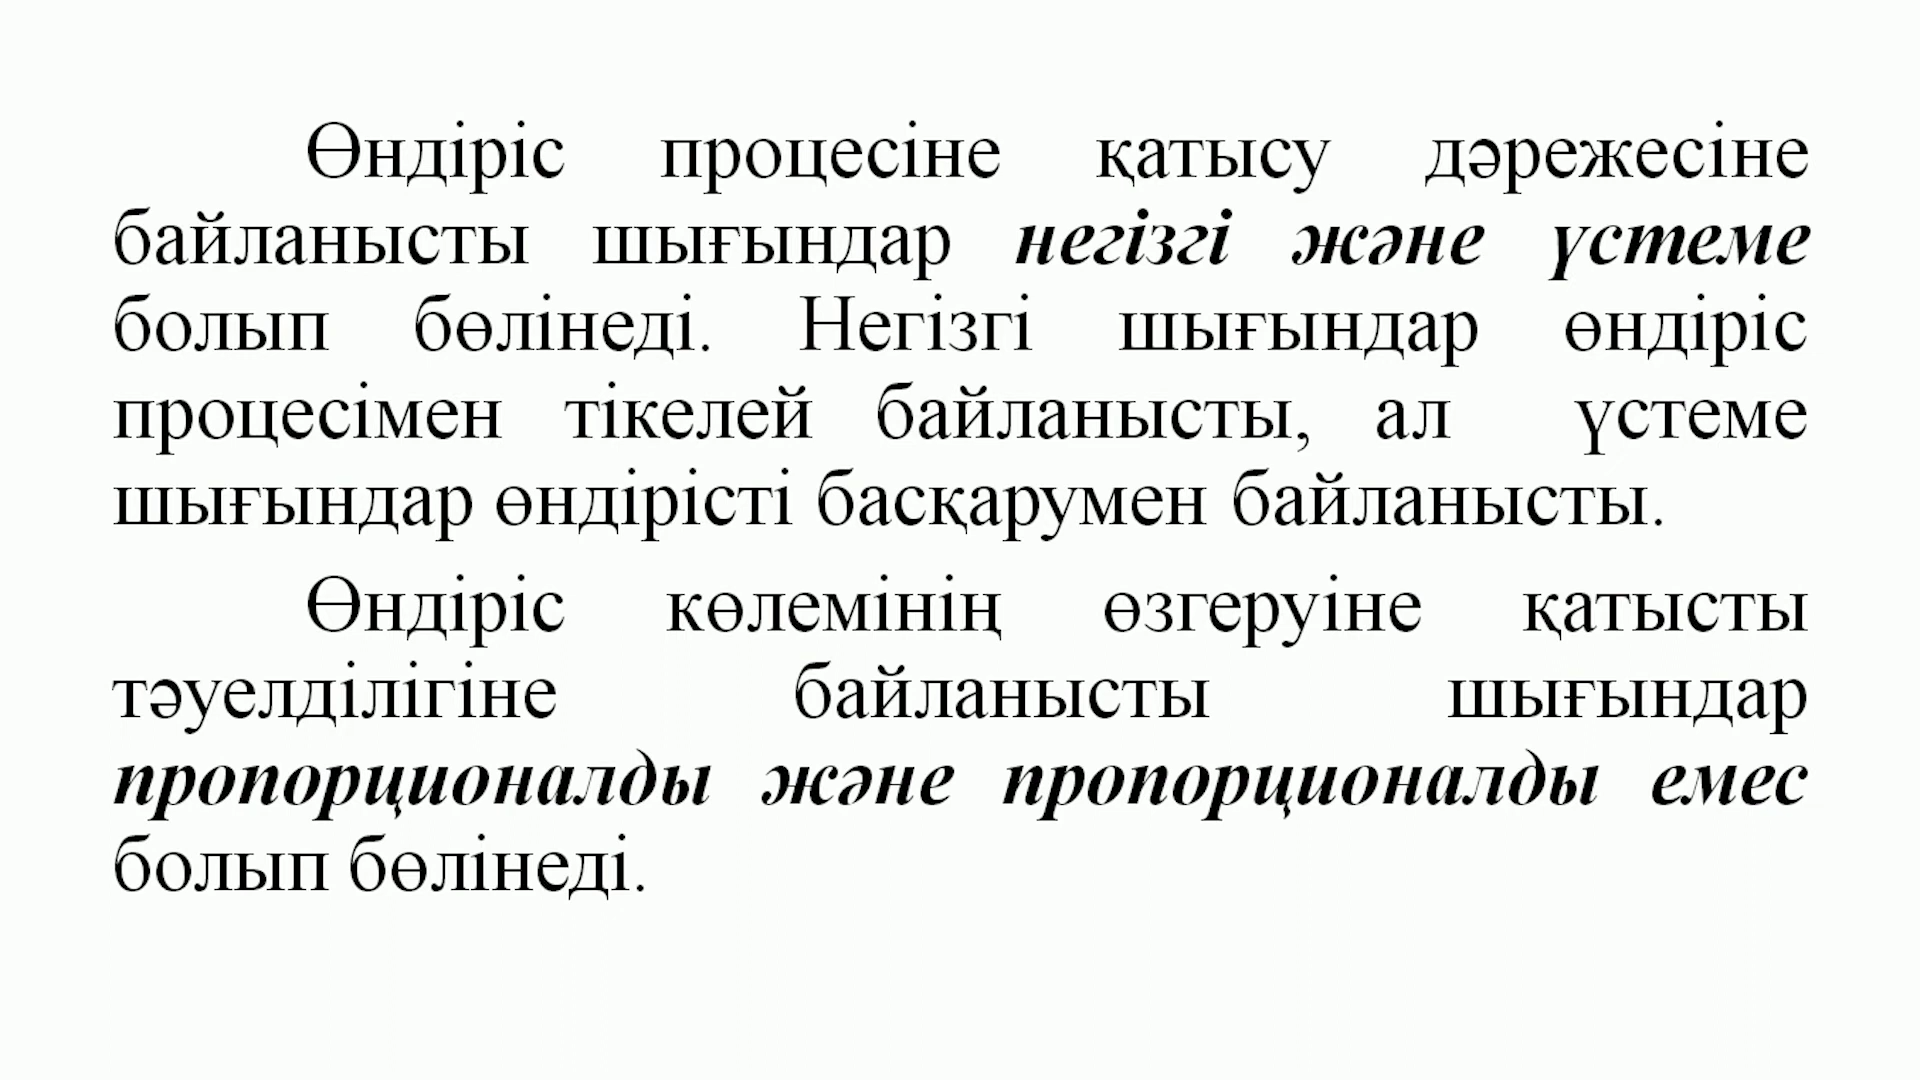 Өндіріс процесіне қатысу дәрежесіне
байланысты шығындар негізгі және үстеме
болып бөлінеді. Негізгі шығындар өндіріс
процесімен тікелей байланысты, ал үстеме
шығындар өндірісті басқарумен байланысты.
Өндіріс көлемінің өзгеруіне қатысты
тәуелділігіне байланысты шығындар
пропорционалды және пропорционалды емес
болып бөлінеді.